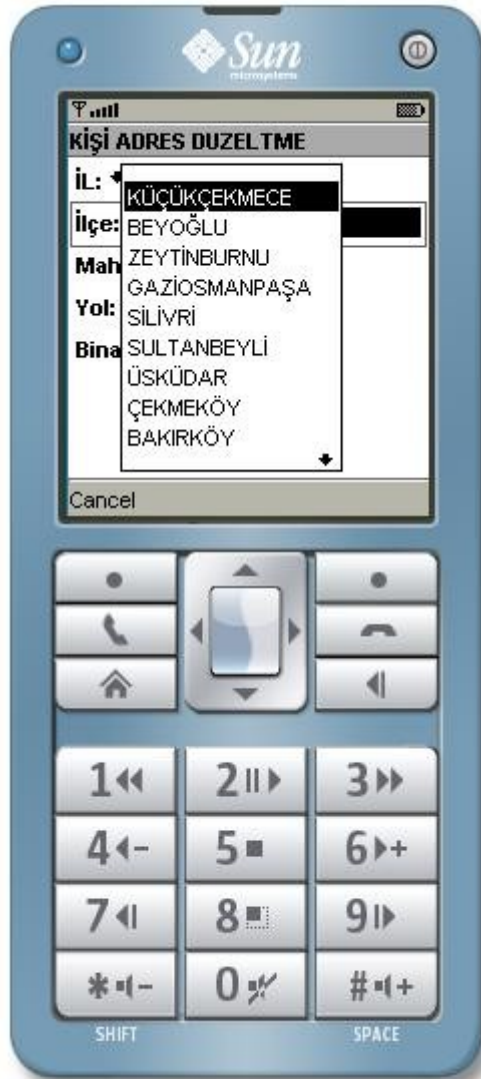 Sun
microsystems
KİŞİ ADRES DUZELTME
İL:
İlçe:
Mah
Yol:
Bina
KÜÇÜKÇEKMECE
BEYOĞLU
ZEYTİNBURNU
GAZİOSMANPAŞA
SİLİVRİ
SULTANBEYLİ
ÜSKÜDAR
ÇEKMEKÖY
BAKIRKÖY
Cancel
1 2 3
4 - 5 6 +
7 8 9
* - 0 # +
SHIFT SPACE